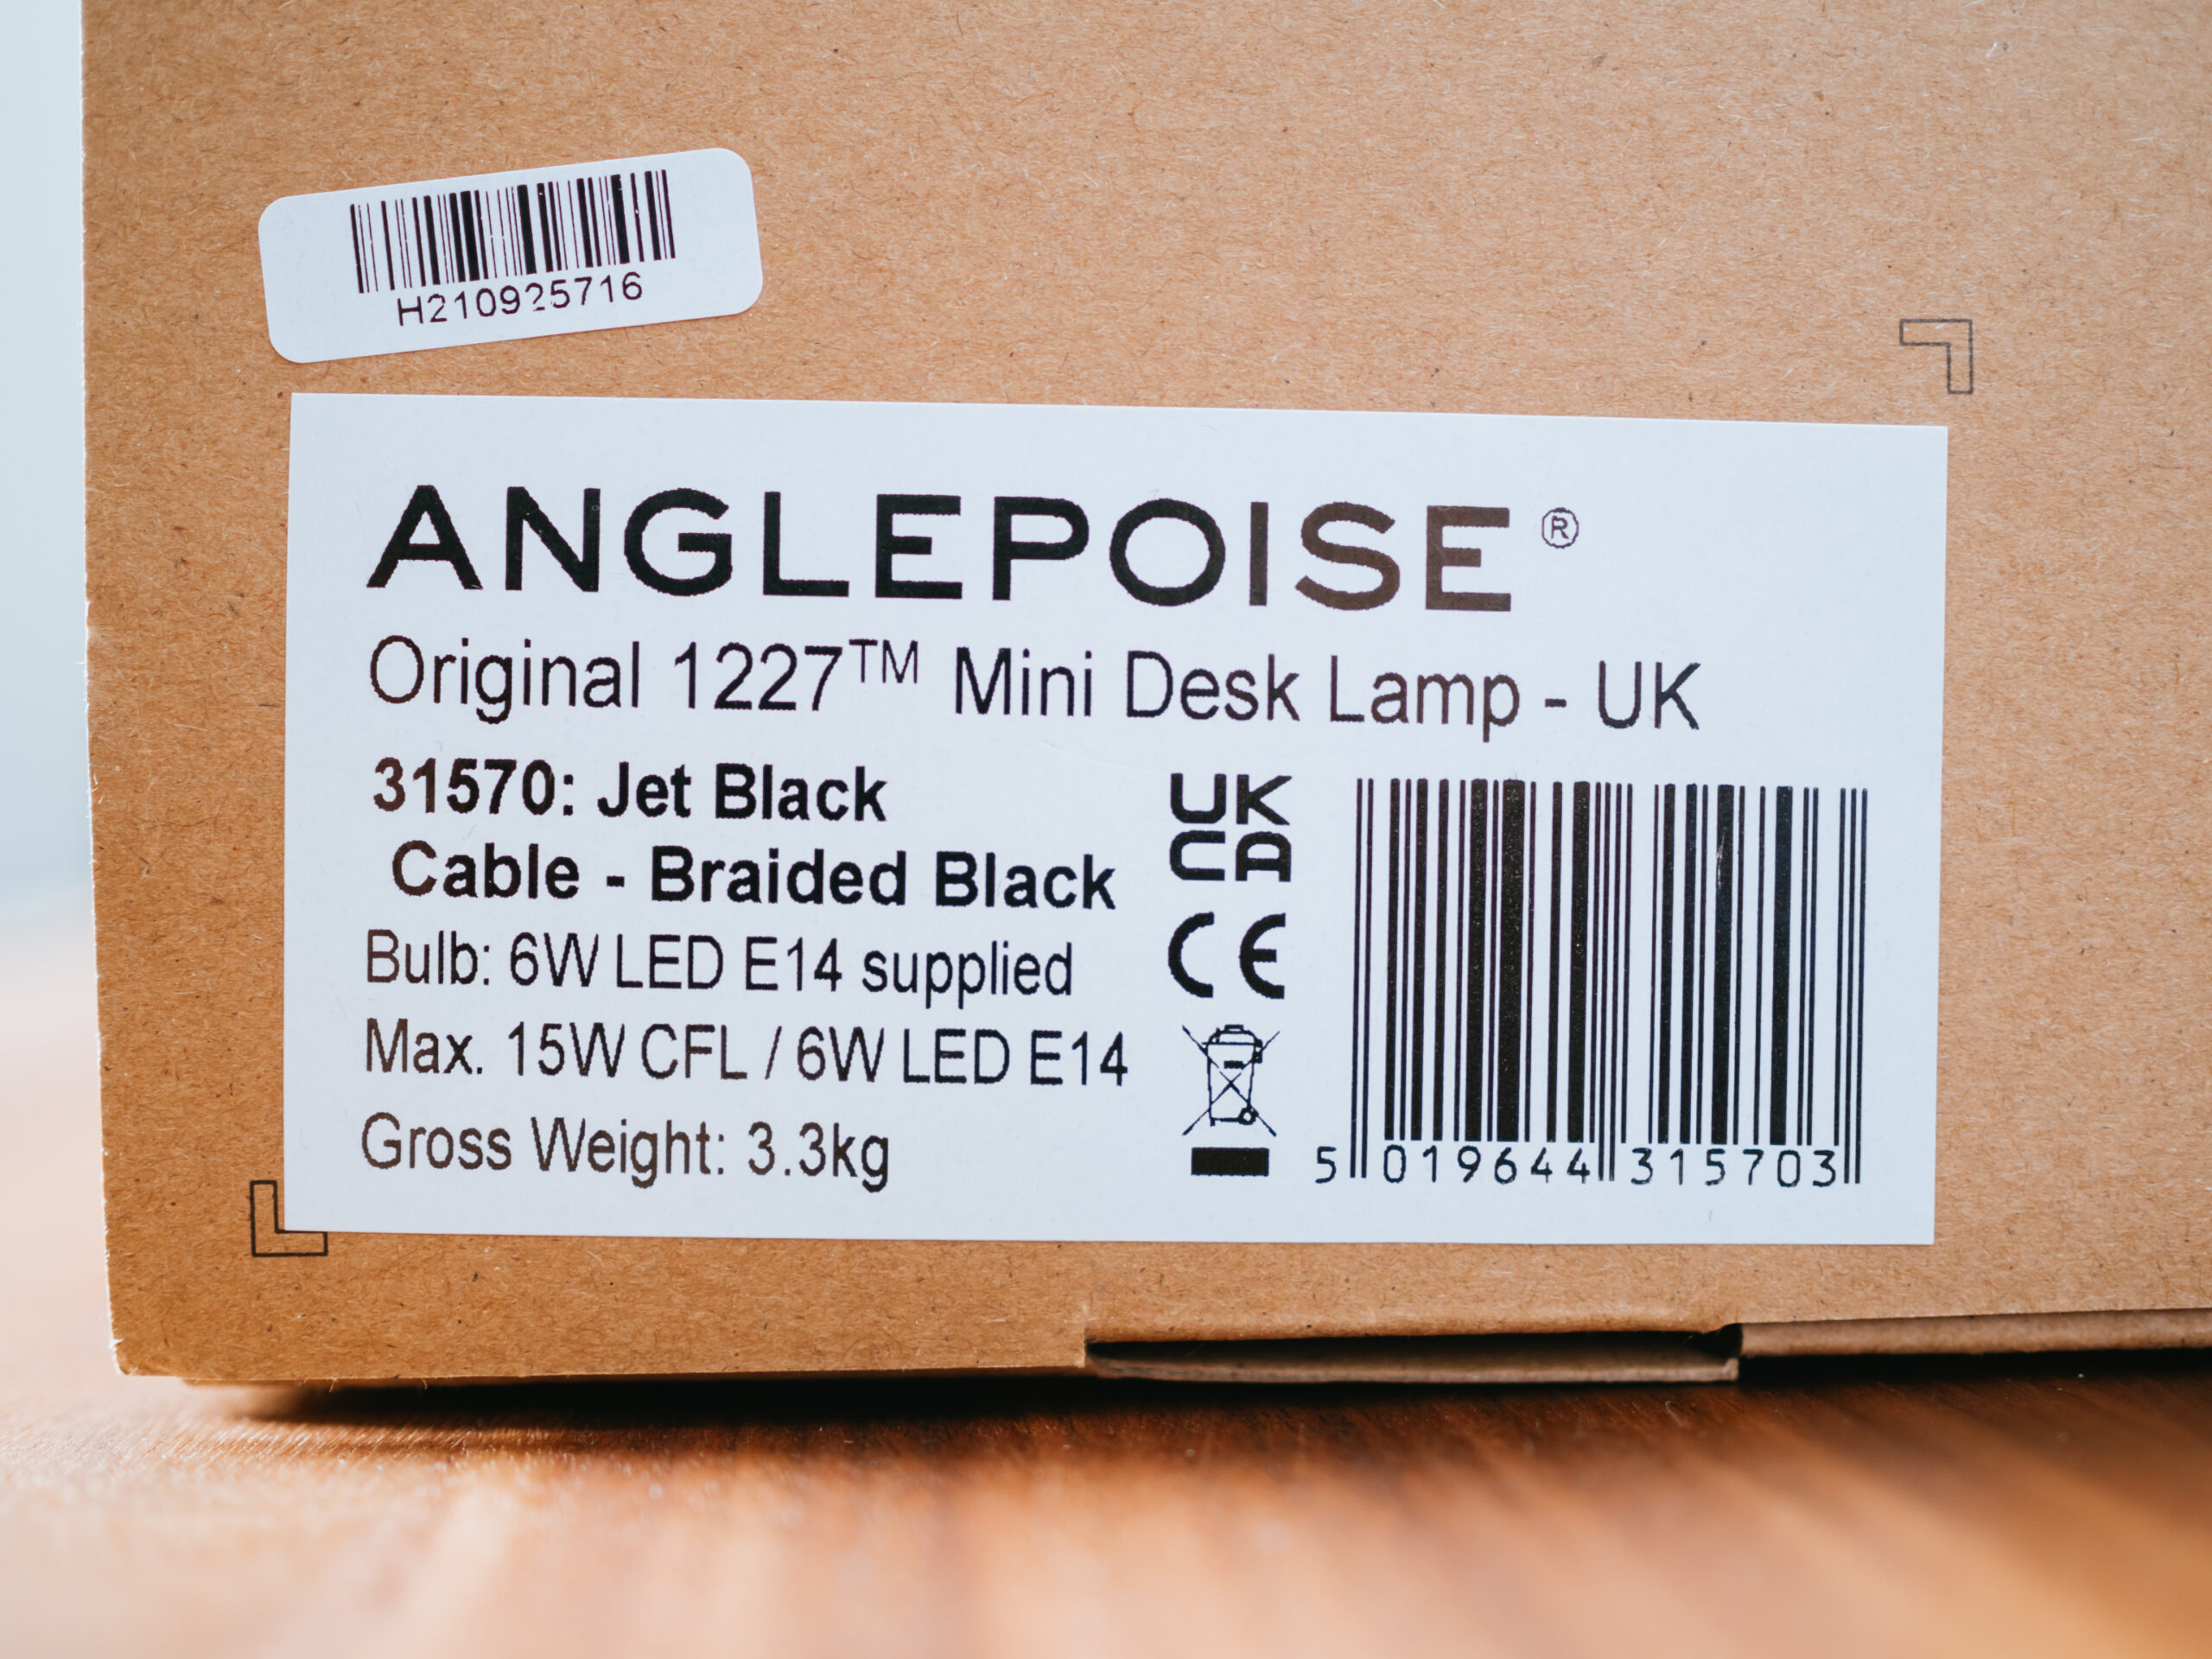 H210925716
ANGLEPOISE®
Original 1227™ Mini Desk Lamp - UK
31570: Jet Black
Cable - Braided Black
Bulb: 6W LED E14 supplied
Max. 15W CFL / 6W LED E14
Gross Weight: 3.3kg
UK
CA
CE
5 019644 315703